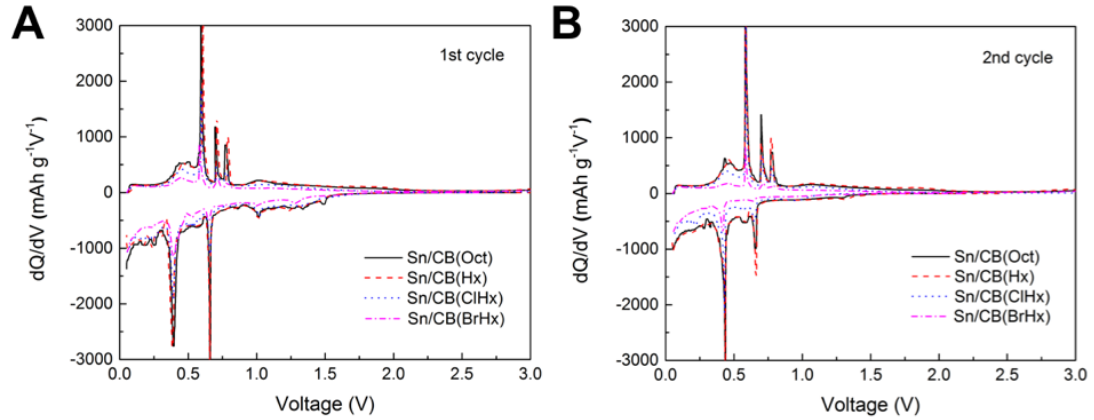 A
1st cycle
dQ/dV (mAh g⁻¹V⁻¹)
3000
2000
1000
0
-1000
-2000
-3000
Sn/CB(Oct)
Sn/CB(Hx)
Sn/CB(ClHx)
Sn/CB(BrHx)
0.0 0.5 1.0 1.5 2.0 2.5 3.0
Voltage (V)
B
2nd cycle
dQ/dV (mAh g⁻¹V⁻¹)
3000
2000
1000
0
-1000
-2000
-3000
Sn/CB(Oct)
Sn/CB(Hx)
Sn/CB(ClHx)
Sn/CB(BrHx)
0.0 0.5 1.0 1.5 2.0 2.5 3.0
Voltage (V)